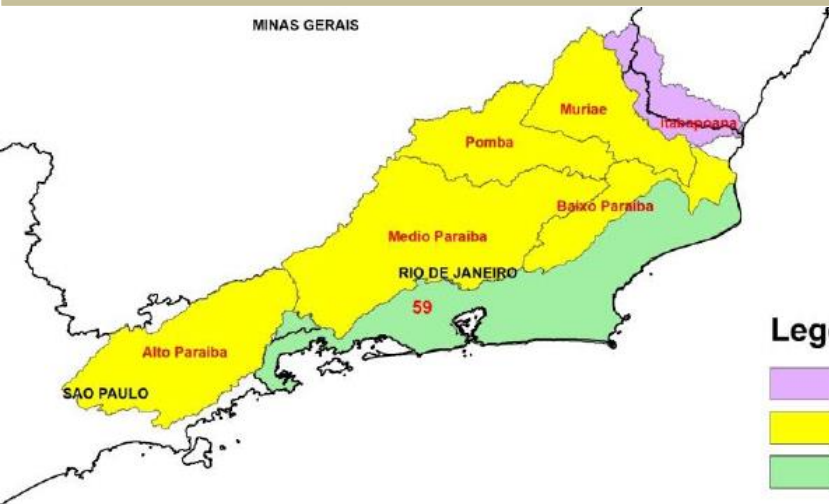 MINAS GERAIS
Muriae
Itabapoana
Pomba
Baixo Paraiba
Medio Paraiba
RIO DE JANEIRO
59
Alto Paraiba
SAO PAULO
Leg